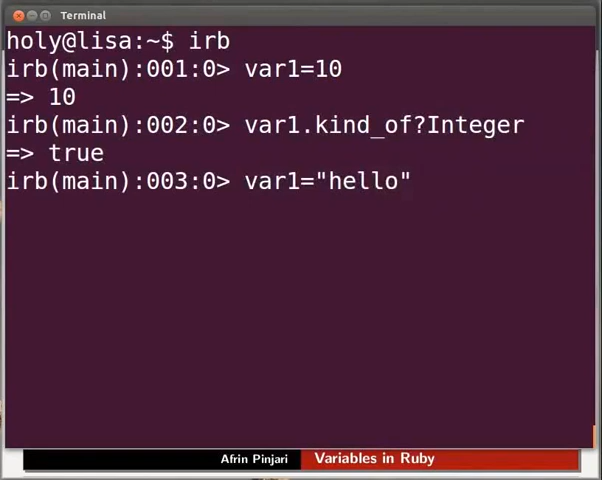 Terminal
holy@lisa:~$ irb
irb(main):001:0> var1=10
=> 10
irb(main):002:0> var1.kind_of?Integer
=> true
irb(main):003:0> var1="hello"
Afrin Pinjari
Variables in Ruby